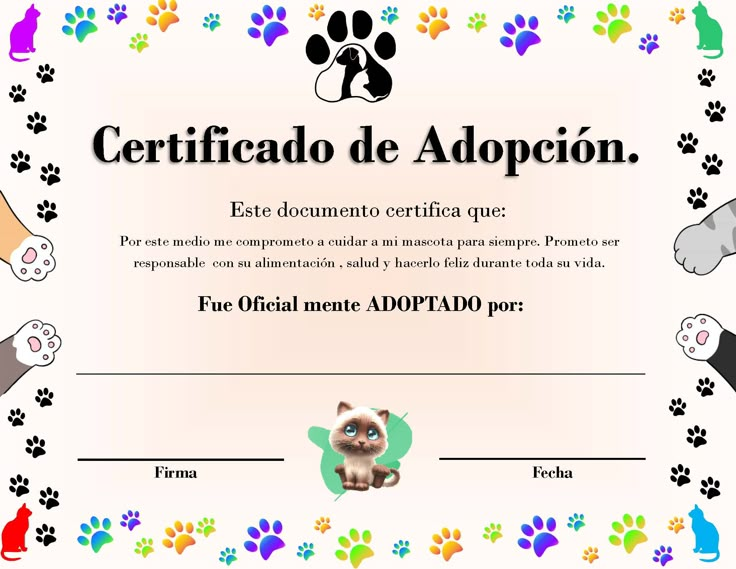 Certificado de Adopción.
Este documento certifica que:
Por este medio me comprometo a cuidar a mi mascota para siempre. Prometo ser
responsable con su alimentación , salud y hacerlo feliz durante toda su vida.
Fue Oficial mente ADOPTADO por:
Firma
Fecha